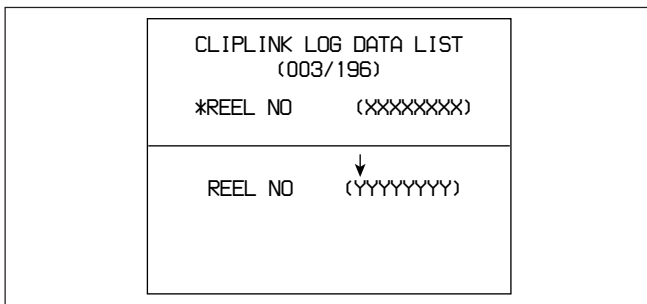 CLIPLINK LOG DATA LIST
(003/196)
*REEL NO (XXXXXXXX)
REEL NO (YYYYYYYY)